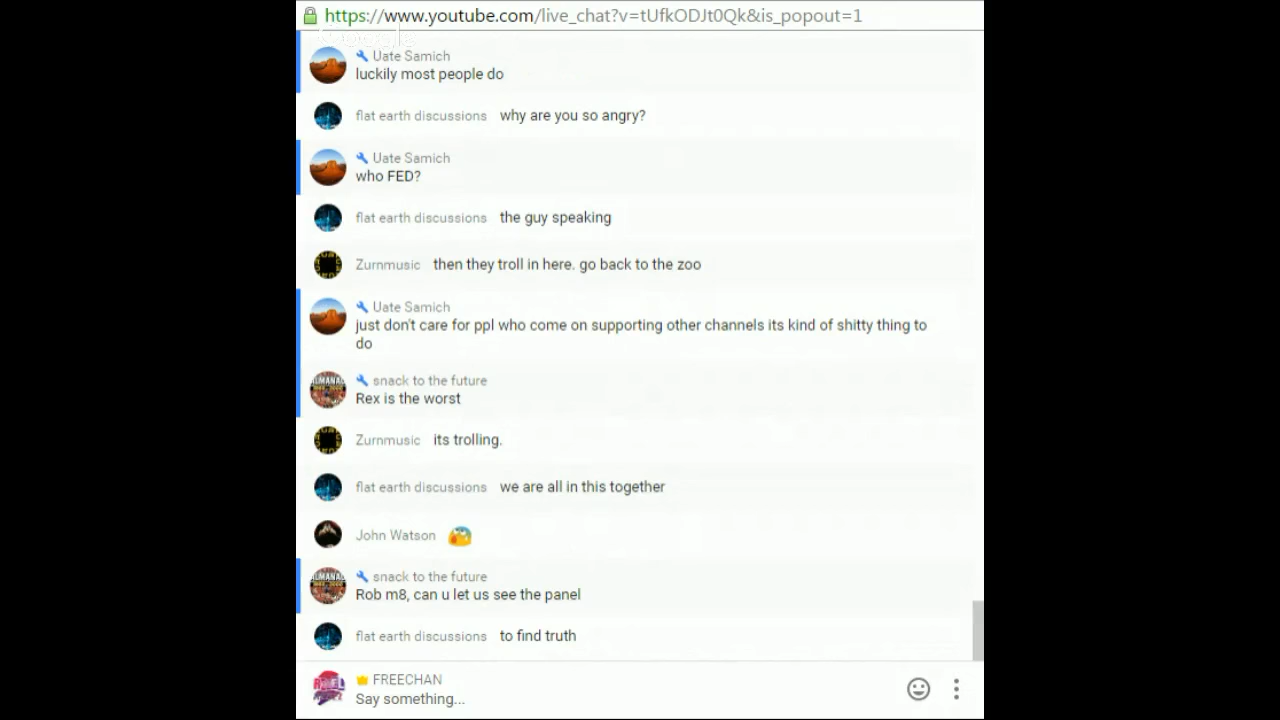 https://www.youtube.com/live_chat?v=tUfkODJt0Qk&is_popout=1
Uate Samich
luckily most people do
flat earth discussions why are you so angry?
Uate Samich
who FED?
flat earth discussions the guy speaking
Zurnmusic then they troll in here. go back to the zoo
Uate Samich
just don't care for ppl who come on supporting other channels its kind of shitty thing to
do
snack to the future
Rex is the worst
Zurnmusic its trolling.
flat earth discussions we are all in this together
John Watson
snack to the future
Rob m8, can u let us see the panel
flat earth discussions to find truth
FREECHAN
Say something...